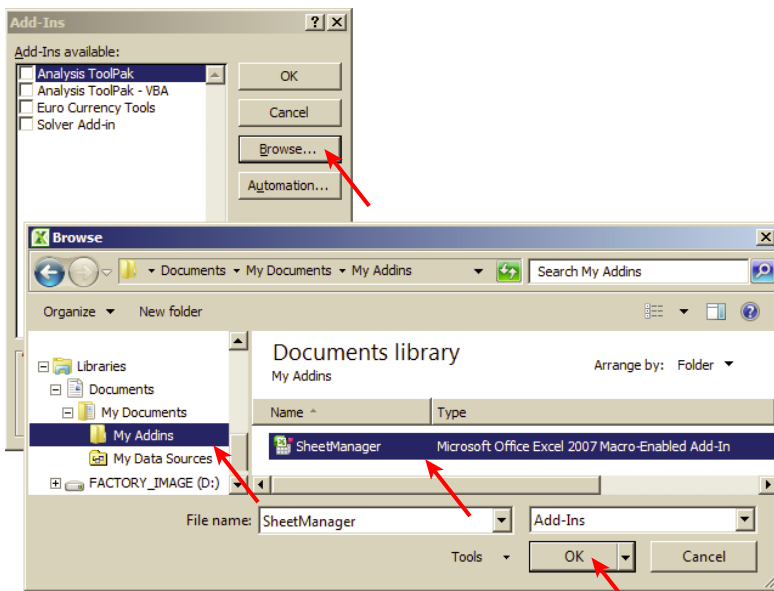 Add-Ins
Add-Ins available:
Analysis ToolPak
Analysis ToolPak - VBA
Euro Currency Tools
Solver Add-in
OK
Cancel
Browse...
Automation...
Browse
Documents My Documents My Addins
Search My Addins
Organize New folder
Libraries
Documents
My Documents
My Addins
My Data Sources
FACTORY_IMAGE (D:)
Documents library
My Addins
Arrange by: Folder
Name Type
SheetManager Microsoft Office Excel 2007 Macro-Enabled Add-In
File name: SheetManager Add-Ins
Tools OK Cancel